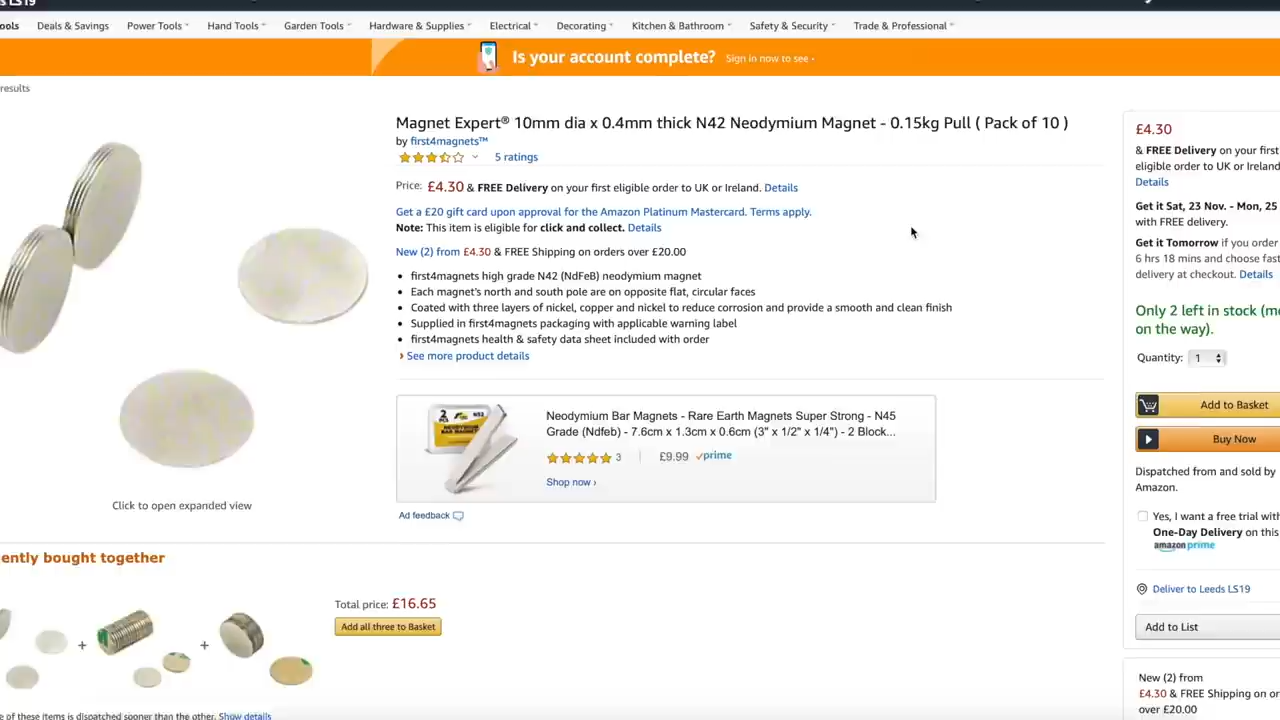 LS19
ools Deals & Savings Power Tools Hand Tools Garden Tools Hardware & Supplies Electrical Decorating Kitchen & Bathroom Safety & Security Trade & Professional
Is your account complete? Sign in now to see ›
results
Magnet Expert® 10mm dia x 0.4mm thick N42 Neodymium Magnet - 0.15kg Pull ( Pack of 10 )
by first4magnets™
5 ratings
Price: £4.30 & FREE Delivery on your first eligible order to UK or Ireland. Details
Get a £20 gift card upon approval for the Amazon Platinum Mastercard. Terms apply.
Note: This item is eligible for click and collect. Details
New (2) from £4.30 & FREE Shipping on orders over £20.00
first4magnets high grade N42 (NdFeB) neodymium magnet
Each magnet's north and south pole are on opposite flat, circular faces
Coated with three layers of nickel, copper and nickel to reduce corrosion and provide a smooth and clean finish
Supplied in first4magnets packaging with applicable warning label
first4magnets health & safety data sheet included with order
› See more product details
Neodymium Bar Magnets - Rare Earth Magnets Super Strong - N45
Grade (Ndfeb) - 7.6cm x 1.3cm x 0.6cm (3" x 1/2" x 1/4") - 2 Block...
3 | £9.99 prime
Shop now ›
Ad feedback
Click to open expanded view
ently bought together
Total price: £16.65
Add all three to Basket
+ +
e of these items is dispatched sooner than the other. Show details
£4.30
& FREE Delivery on your first
eligible order to UK or Ireland
Details
Get it Sat, 23 Nov. - Mon, 25
with FREE delivery.
Get it Tomorrow if you order
6 hrs 18 mins and choose fast
delivery at checkout. Details
Only 2 left in stock (mo
on the way).
Quantity: 1
Add to Basket
Buy Now
Dispatched from and sold by
Amazon.
Yes, I want a free trial with
One-Day Delivery on this
amazon prime
Deliver to Leeds LS19
Add to List
New (2) from
£4.30 & FREE Shipping on or
over £20.00